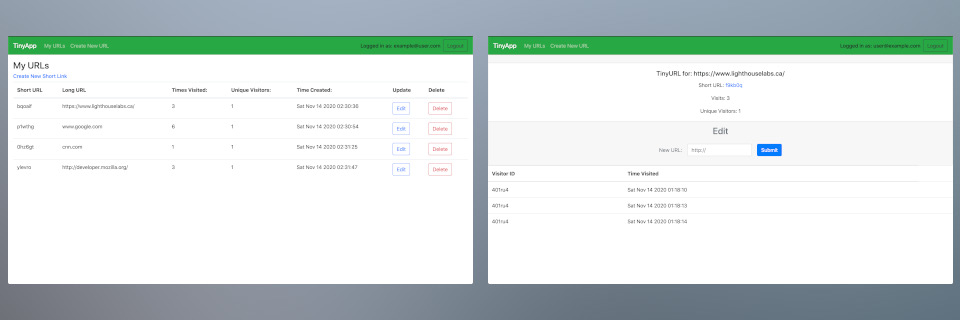 TinyApp My URLs Create New URL Logged in as: example@user.com Logout
My URLs
Create New Short Link
Short URL Long URL Times Visited: Unique Visitors: Time Created: Update Delete
bqoaif https://www.lighthouselabs.ca/ 3 1 Sat Nov 14 2020 02:30:36 Edit Delete
www.google.com 6 1 Sat Nov 14 2020 02:30:54 Edit Delete
0hz6gt cnn.com 1 1 Sat Nov 14 2020 02:31:25 Edit Delete
ylevro http://developer.mozilla.org/ 3 1 Sat Nov 14 2020 02:31:47 Edit Delete
TinyApp My URLs Create New URL Logged in as: user@example.com Logout
TinyURL for: https://www.lighthouselabs.ca/
Short URL: f9kb0q
Visits: 3
Unique Visitors: 1
Edit
New URL: http:// Submit
Visitor ID Time Visited
401ru4 Sat Nov 14 2020 01:18:10
401ru4 Sat Nov 14 2020 01:18:13
401ru4 Sat Nov 14 2020 01:18:14